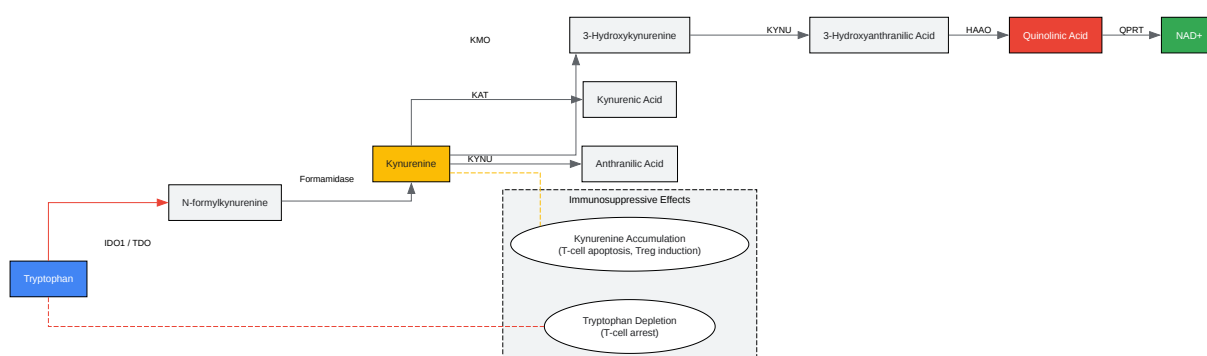 KMO
3-Hydroxykynurenine
KYNU
3-Hydroxyanthranilic Acid
HAAO
Quinolinic Acid
QPRT
NAD+
KAT
Kynurenic Acid
Kynurenine
KYNU
Anthranilic Acid
Formamidase
N-formylkynurenine
IDO1 / TDO
Tryptophan
Immunosuppressive Effects
Kynurenine Accumulation
(T-cell apoptosis, Treg induction)
Tryptophan Depletion
(T-cell arrest)